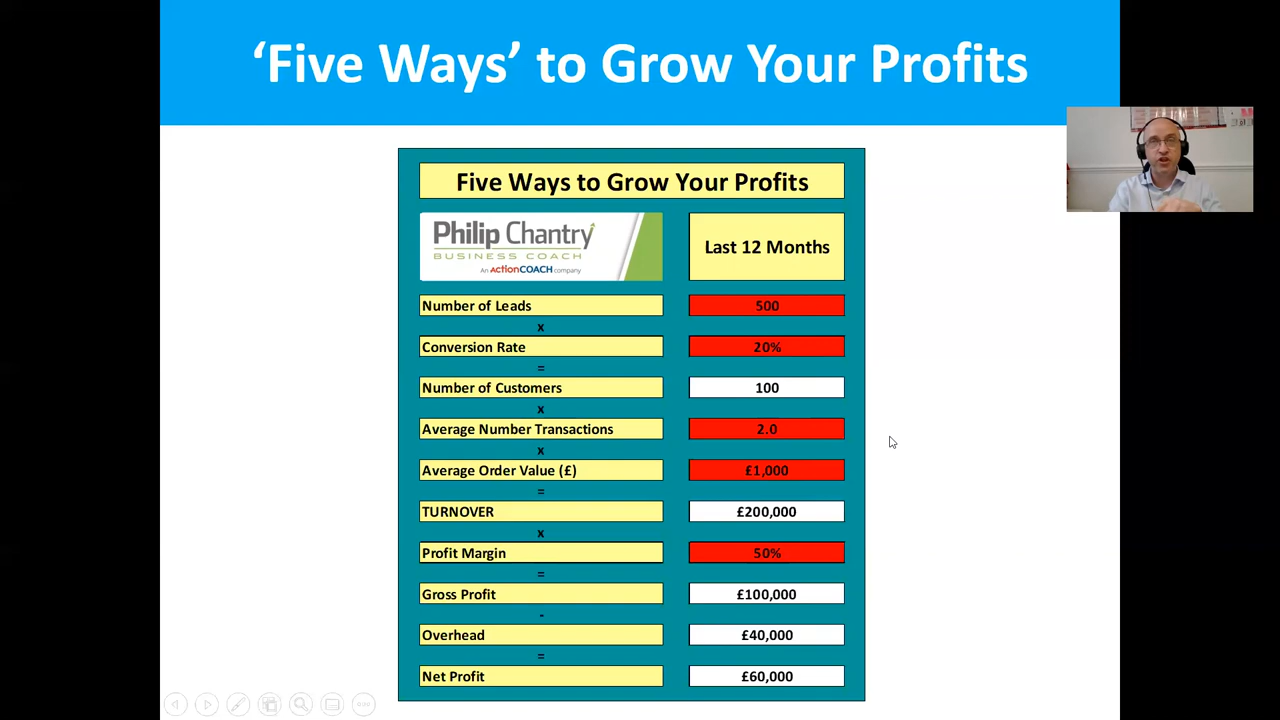 ‘Five Ways’ to Grow Your Profits
Five Ways to Grow Your Profits
Philip Chantry
BUSINESS COACH
An ActionCOACH company
Last 12 Months
Number of Leads 500
x
Conversion Rate 20%
=
Number of Customers 100
x
Average Number Transactions 2.0
x
Average Order Value (£) £1,000
=
TURNOVER £200,000
x
Profit Margin 50%
=
Gross Profit £100,000
-
Overhead £40,000
=
Net Profit £60,000